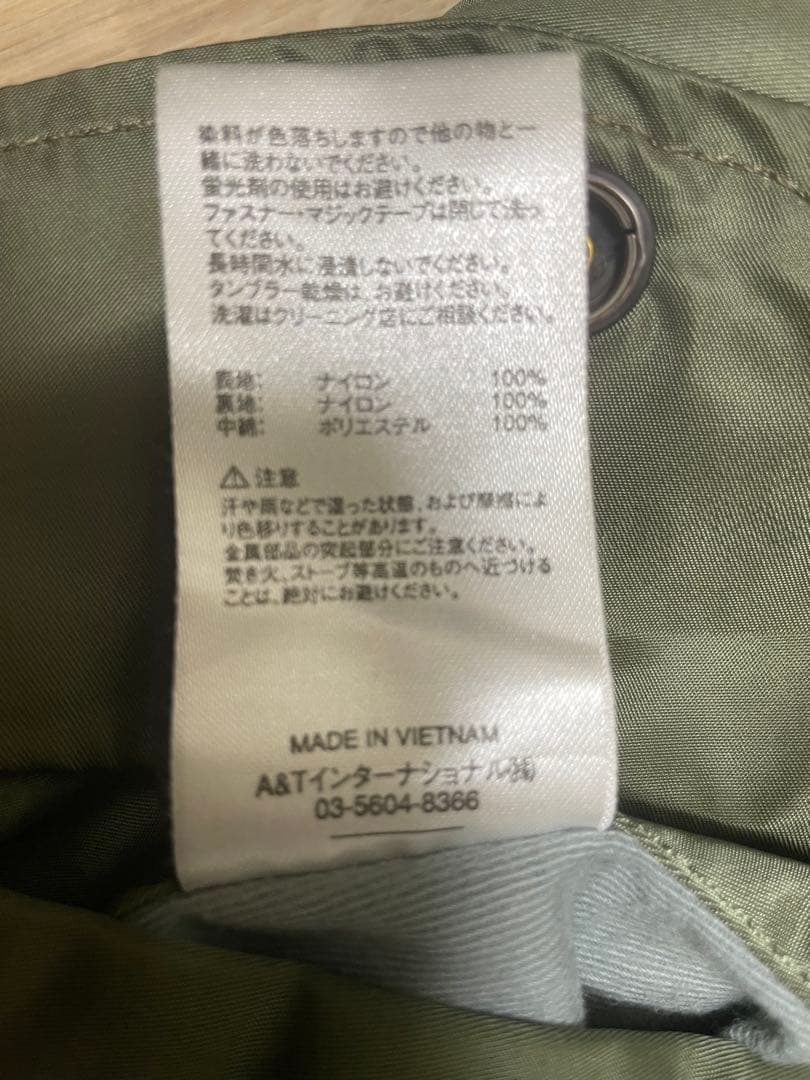 染料が色落ちしますので他の物と一
緒に洗わないでください。
蛍光剤の使用はお避けください。
ファスナー・マジックテープは閉じて洗っ
てください。
長時間水に浸漬しないでください。
タンブラー乾燥は、お避けください。
洗濯はクリーニング店にご相談ください。
表地: ナイロン 100%
裏地: ナイロン 100%
中綿: ポリエステル 100%
⚠ 注意
汗や雨などで湿った状態、および摩擦によ
り色移りすることがあります。
金属部品の突起部分にご注意ください。
焚き火、ストーブ等高温のものへ近づける
ことは、絶対にお避けください。
MADE IN VIETNAM
A&Tインターナショナル㈱
03-5604-8366